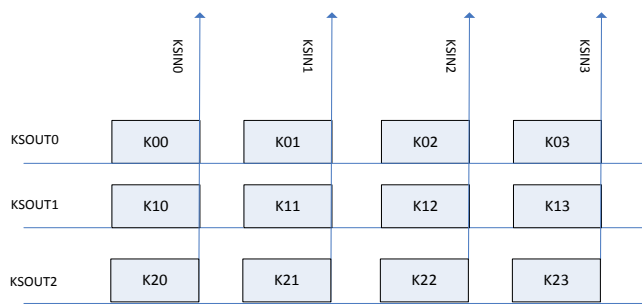 KSIN0
KSIN1
KSIN2
KSIN3
KSOUT0
K00
K01
K02
K03
KSOUT1
K10
K11
K12
K13
KSOUT2
K20
K21
K22
K23